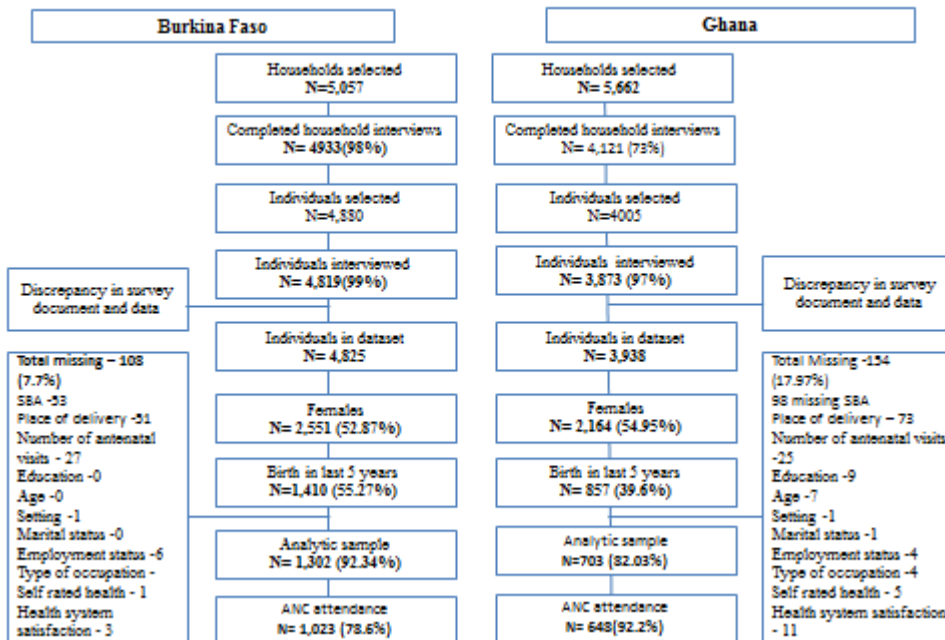 Burkina Faso
Households selected
N=5,057
Completed household interviews
N= 4933(98%)
Individuals selected
N=4,880
Individuals interviewed
N= 4,819(99%)
Discrepancy in survey
document and data
Individuals in dataset
N= 4,825
Total missing – 108
(7.7%)
SBA -53
Place of delivery -51
Number of antenatal
visits - 27
Education -0
Age -0
Setting -1
Marital status -0
Employment status -6
Type of occupation -
Self rated health - 1
Health system
satisfaction - 3
Females
N= 2,551 (52.87%)
Birth in last 5 years
N=1,410 (55.27%)
Analytic sample
N= 1,302 (92.34%)
ANC attendance
N= 1,023 (78.6%)
Ghana
Households selected
N= 5,662
Completed household interviews
N= 4,121 (73%)
Individuals selected
N=4005
Individuals interviewed
N= 3,873 (97%)
Discrepancy in survey
document and data
Individuals in dataset
N= 3,938
Total Missing -154
(17.97%)
98 missing SBA
Place of delivery – 73
Number of antenatal visits
-25
Education -9
Age -7
Setting -1
Marital status -1
Employment status -4
Type of occupation -4
Self rated health - 5
Health system satisfaction
- 11
Females
N= 2,164 (54.95%)
Birth in last 5 years
N= 857 (39.6%)
Analytic sample
N=703 (82.03%)
ANC attendance
N= 648(92.2%)